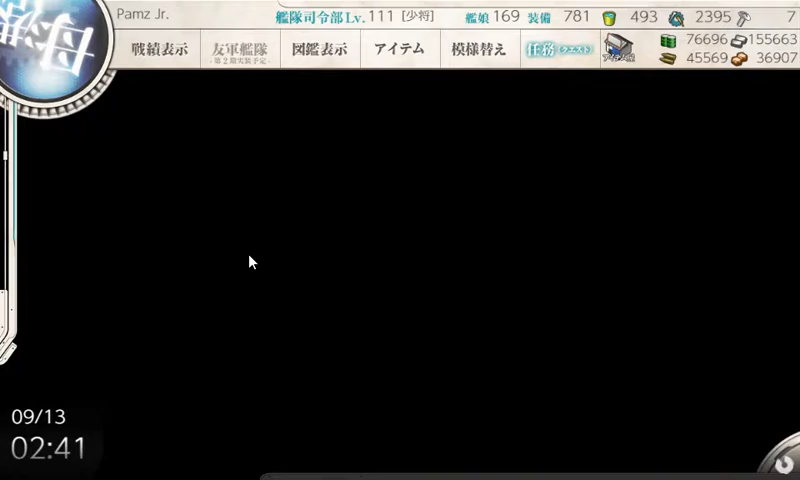 Pamz Jr.
艦隊司令部Lv. 111 [少将] 艦娘 169 装備 781 493 2395 7
戦績表示 友軍艦隊 図鑑表示 アイテム 模様替え 任務(クエスト)
-第2期実装予定-
76696 155663
45569 36907
母港
09/13
02:41